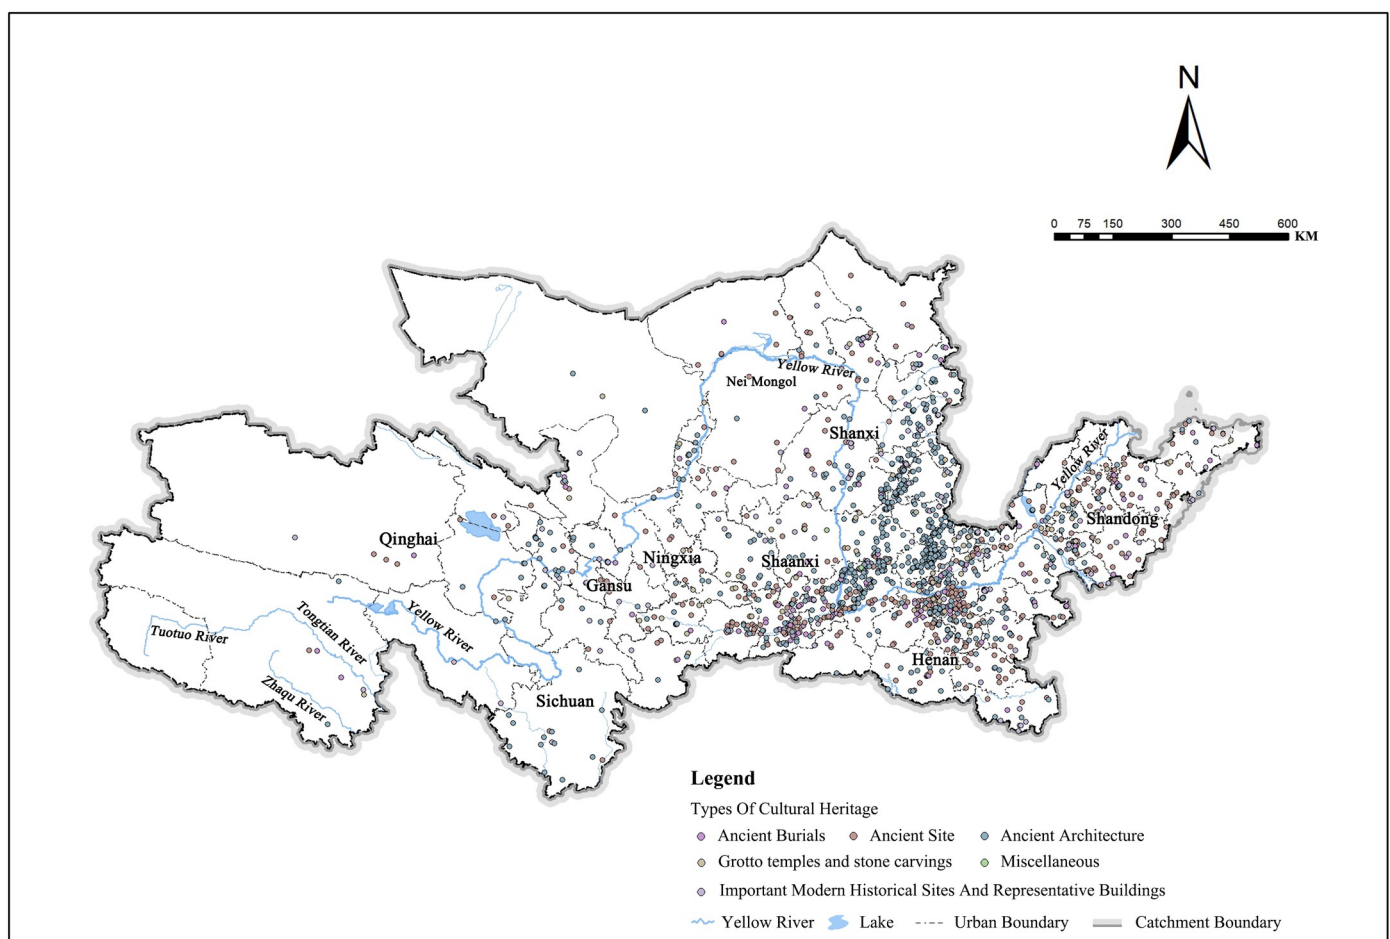 N
0 75 150 300 450 600
KM
Yellow River
Nei Mongol
Shanxi
Yellow River
Shandong
Qinghai
Ningxia
Shaanxi
Gansu
Tongtian River
Yellow River
Tuotuo River
Henan
Zhaqu River
Sichuan
Legend
Types Of Cultural Heritage
Ancient Burials Ancient Site Ancient Architecture
Grotto temples and stone carvings Miscellaneous
Important Modern Historical Sites And Representative Buildings
Yellow River Lake Urban Boundary Catchment Boundary